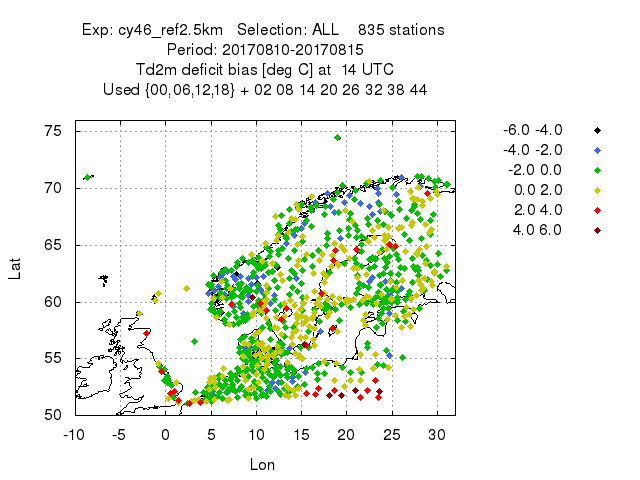 Exp: cy46_ref2.5km   Selection: ALL    835 stations
Period: 20170810-20170815
Td2m deficit bias [deg C] at  14 UTC
Used {00,06,12,18} + 02 08 14 20 26 32 38 44
-6.0 -4.0
-4.0 -2.0
-2.0 0.0
0.0 2.0
2.0 4.0
4.0 6.0
Lat
75
70
65
60
55
50
-10 -5 0 5 10 15 20 25 30
Lon